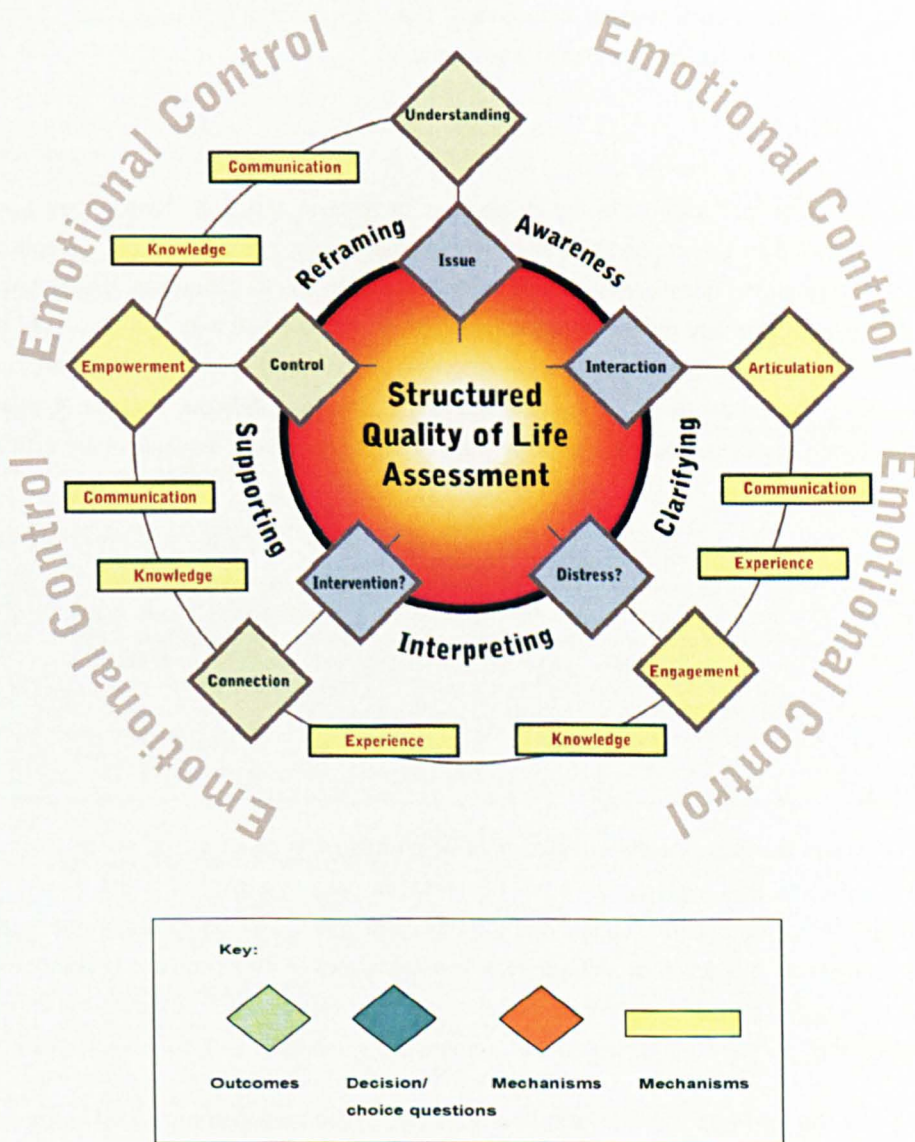 Emotional Control
Emotional Control
Understanding
Communication
Knowledge
Reframing
Awareness
Issue
Empowerment
Control
Interaction
Articulation
Structured
Quality of Life
Assessment
Supporting
Clarifying
Communication
Communication
Knowledge
Experience
Intervention?
Distress?
Interpreting
Connection
Engagement
Experience
Knowledge
Emotional Control
Emotional Control
Key:
Outcomes
Decision/
choice questions
Mechanisms
Mechanisms